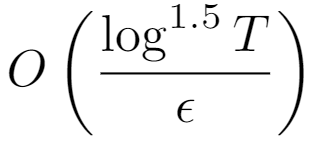 O ( log^{1.5} T / ϵ )